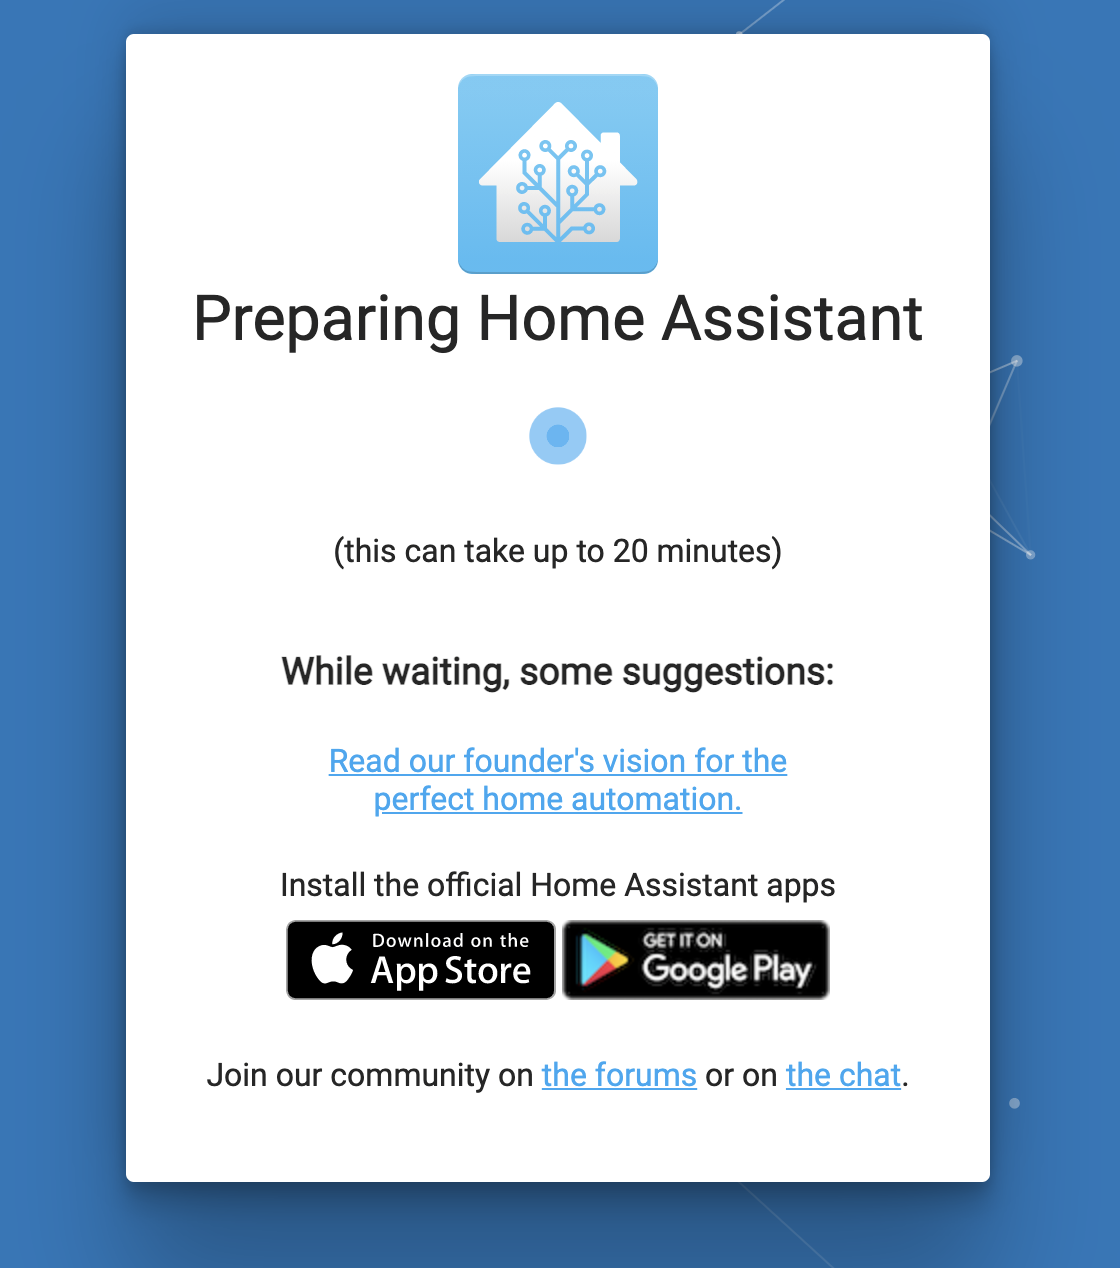 Preparing Home Assistant
(this can take up to 20 minutes)
While waiting, some suggestions:
Read our founder's vision for the
perfect home automation.
Install the official Home Assistant apps
Download on the
App Store
GET IT ON
Google Play
Join our community on the forums or on the chat.